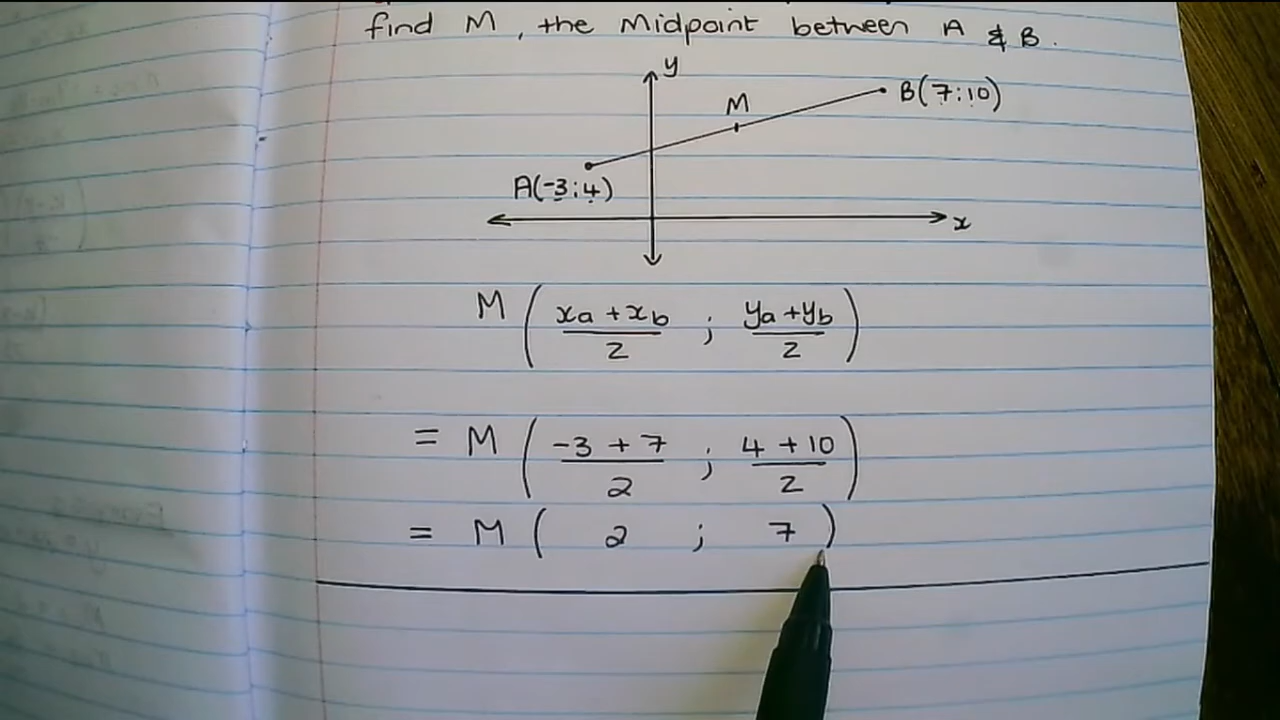 find M, the Midpoint between A & B.
y
M
B(7;10)
A(-3;4)
x
M ( xa + xb / 2 ; ya + yb / 2 )
= M ( -3 + 7 / 2 ; 4 + 10 / 2 )
= M ( 2 ; 7 )